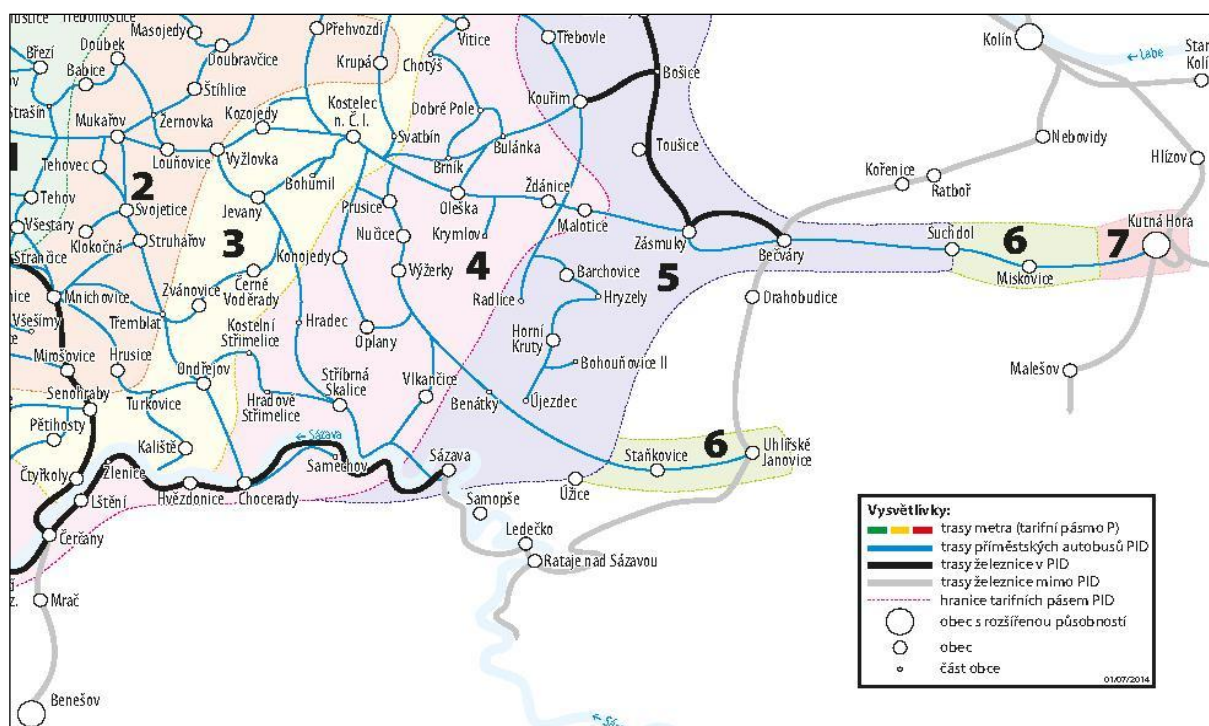 Masojedy
Přehvozdí
Vitice
Třebovle
Kolín
← Labe
Březí
Doubek
Doubravčice
Krupá
Chotýš
Bošice
Babice
Štíhlice
Kouřim
Strašín
Kostelec
n. Č. l.
Dobré Pole
Mukařov
Žernovka
Kozojedy
Svatbín
Bulánka
Toušice
Nebovidy
Hlízov
Tehovec
Louňovice
Vyžlovka
Brník
Kořenice
Ratboř
1
2
Bohumil
Ždánice
Tehov
Svojetice
Jevany
Prusice
Oleška
Malotice
Kutná Hora
Všestary
Klokočná
Struhařov
3
Nučice
Krymlov
Zásmuky
Bečváry
Suchdol
6
7
Strančice
Konojedy
4
5
Miskovice
Výžerky
Barchovice
Mnichovice
Zvánovice
Černé
Voděrady
Radlice
Hryzely
Drahobudice
Všešímy
Tremblat
Kostelní
Střimelice
Hradec
Oplany
Horní
Kruty
Mirošovice
Hrusice
Ondřejov
Bohouňovice II
Malešov
Senohraby
Stříbrná
Skalice
Vlkančice
Turkovice
Hradové
Střimelice
Benátky
Újezdec
Pětihosty
Kaliště
← Sázava
6
Uhlířské
Janovice
Čtyřkoly
Žlenice
Samechov
Sázava
Staňkovice
Lštění
Hvězdonice
Chocerady
Úžice
Samopše
Čerčany
Ledečko
Rataje nad Sázavou
z.
Mrač
Benešov
Vysvětlivky:
trasy metra (tarifní pásmo P)
trasy příměstských autobusů PID
trasy železnice v PID
trasy železnice mimo PID
hranice tarifních pásem PID
obec s rozšířenou působností
obec
část obce
01/07/2014